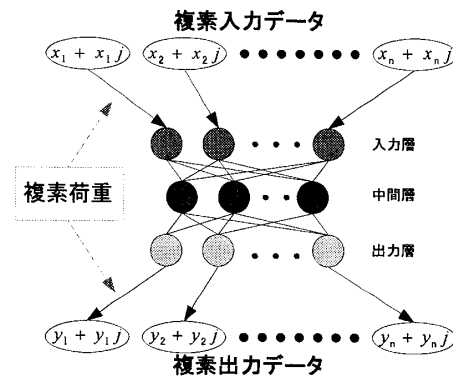 複素入力データ
x₁ + x₁ j x₂ + x₂ j ● ● ● ● ● ● ● xₙ + xₙ j
入力層
複素荷重
中間層
出力層
y₁ + y₁ j y₂ + y₂ j ● ● ● ● ● ● ● yₙ + yₙ j
複素出力データ